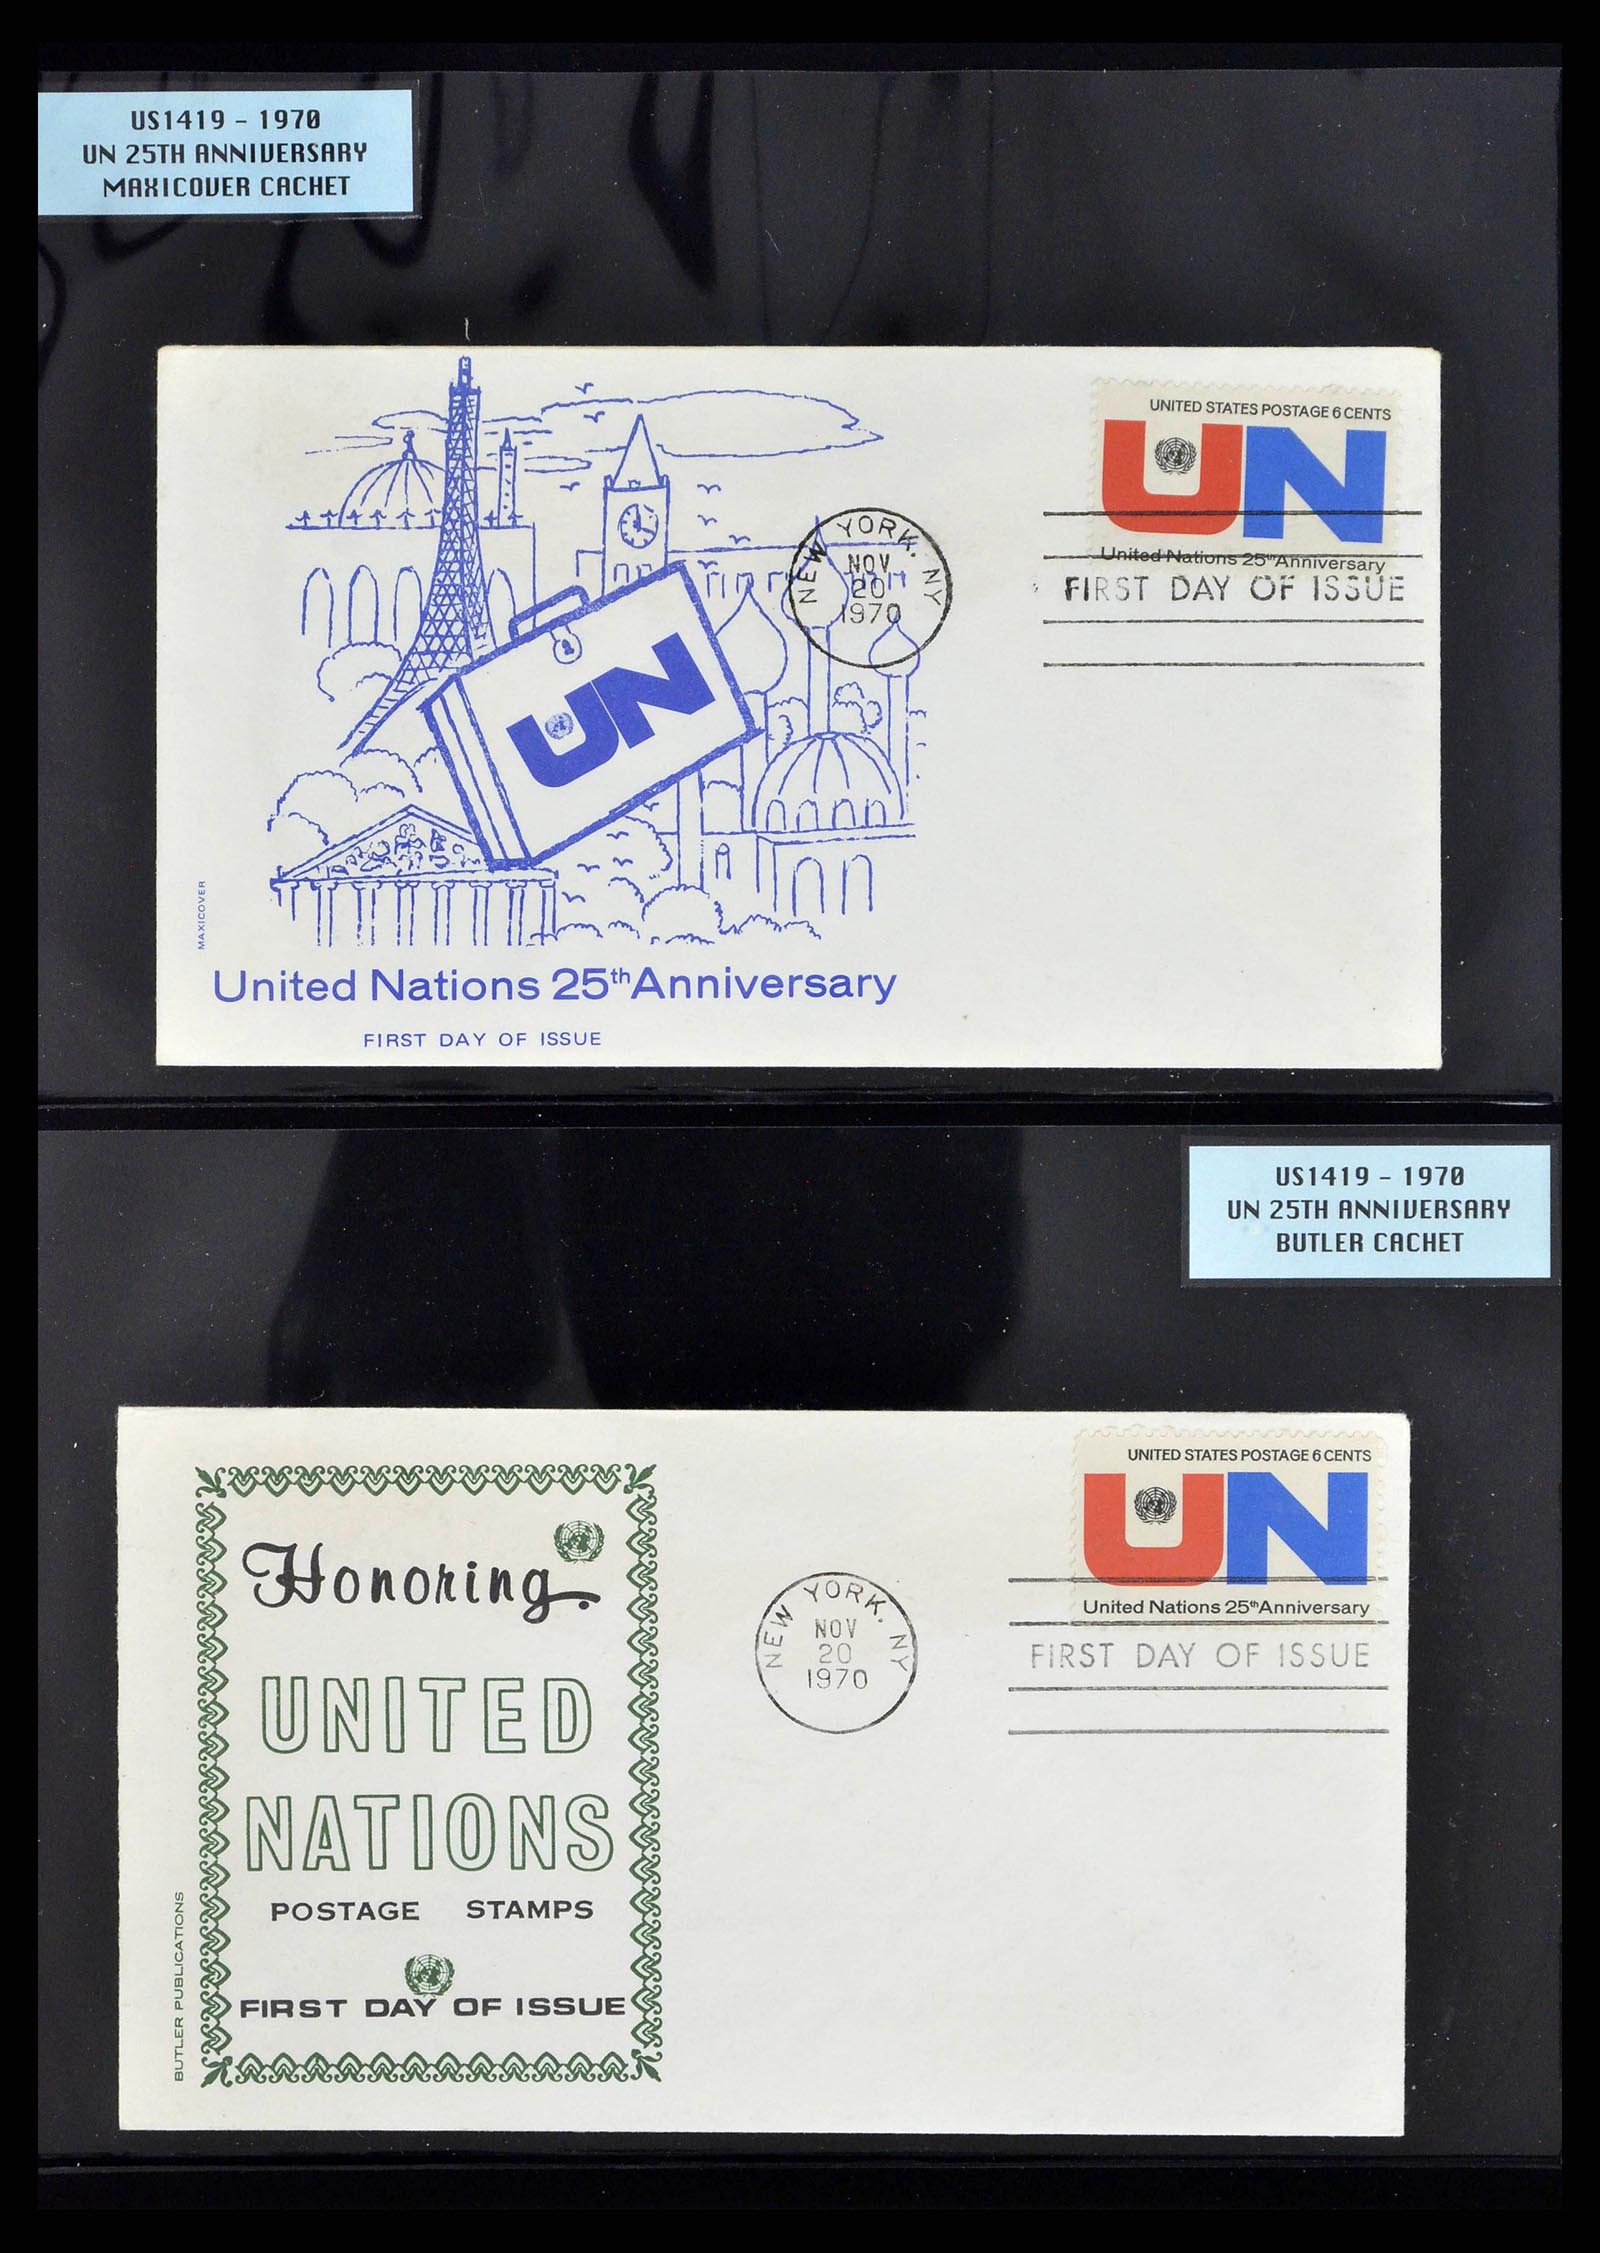 US1419 - 1970
UN 25TH ANNIVERSARY
MAXICOVER CACHET
UNITED STATES POSTAGE 6 CENTS
UN
United Nations 25th Anniversary
NEW YORK, NY
NOV
20
1970
FIRST DAY OF ISSUE
UN
MAXICOVER
United Nations 25th Anniversary
FIRST DAY OF ISSUE
US1419 - 1970
UN 25TH ANNIVERSARY
BUTLER CACHET
UNITED STATES POSTAGE 6 CENTS
UN
United Nations 25th Anniversary
NEW YORK, NY
NOV
20
1970
FIRST DAY OF ISSUE
Honoring
UNITED
NATIONS
POSTAGE STAMPS
FIRST DAY OF ISSUE
BUTLER PUBLICATIONS